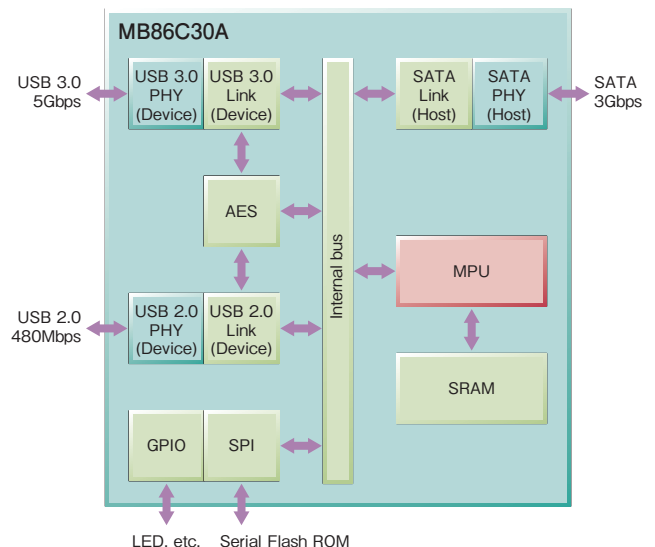 MB86C30A
USB 3.0
5Gbps
USB 3.0
PHY
(Device)
USB 3.0
Link
(Device)
SATA
Link
(Host)
SATA
PHY
(Host)
SATA
3Gbps
AES
Internal bus
MPU
USB 2.0
480Mbps
USB 2.0
PHY
(Device)
USB 2.0
Link
(Device)
SRAM
GPIO
SPI
LED, etc.
Serial Flash ROM